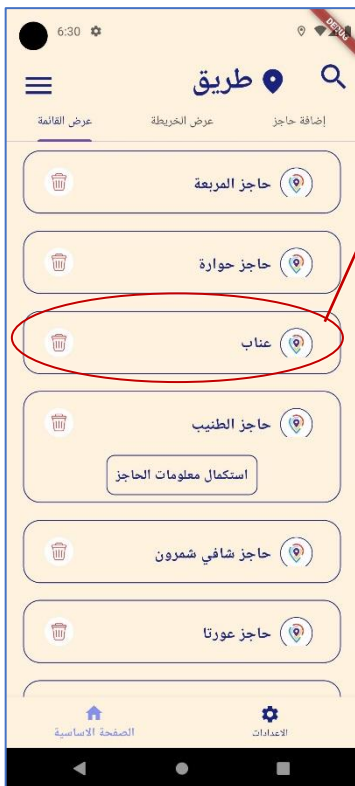 6:30
DEBUG
طريق
إضافة حاجز
عرض الخريطة
عرض القائمة
حاجز المربعة
حاجز حوارة
عناب
حاجز الطنيب
استكمال معلومات الحاجز
حاجز شافي شمرون
حاجز عورتا
الاعدادات
الصفحة الاساسية